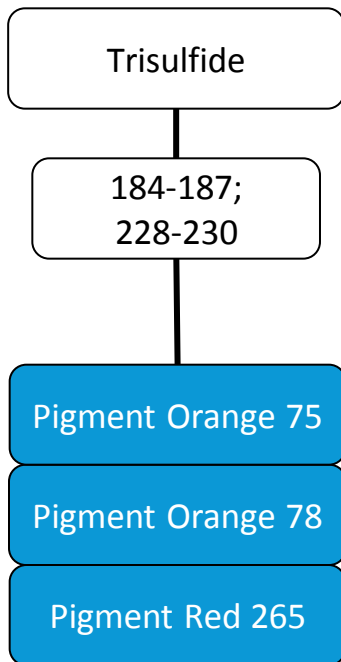 Trisulfide
184-187;
228-230
Pigment Orange 75
Pigment Orange 78
Pigment Red 265